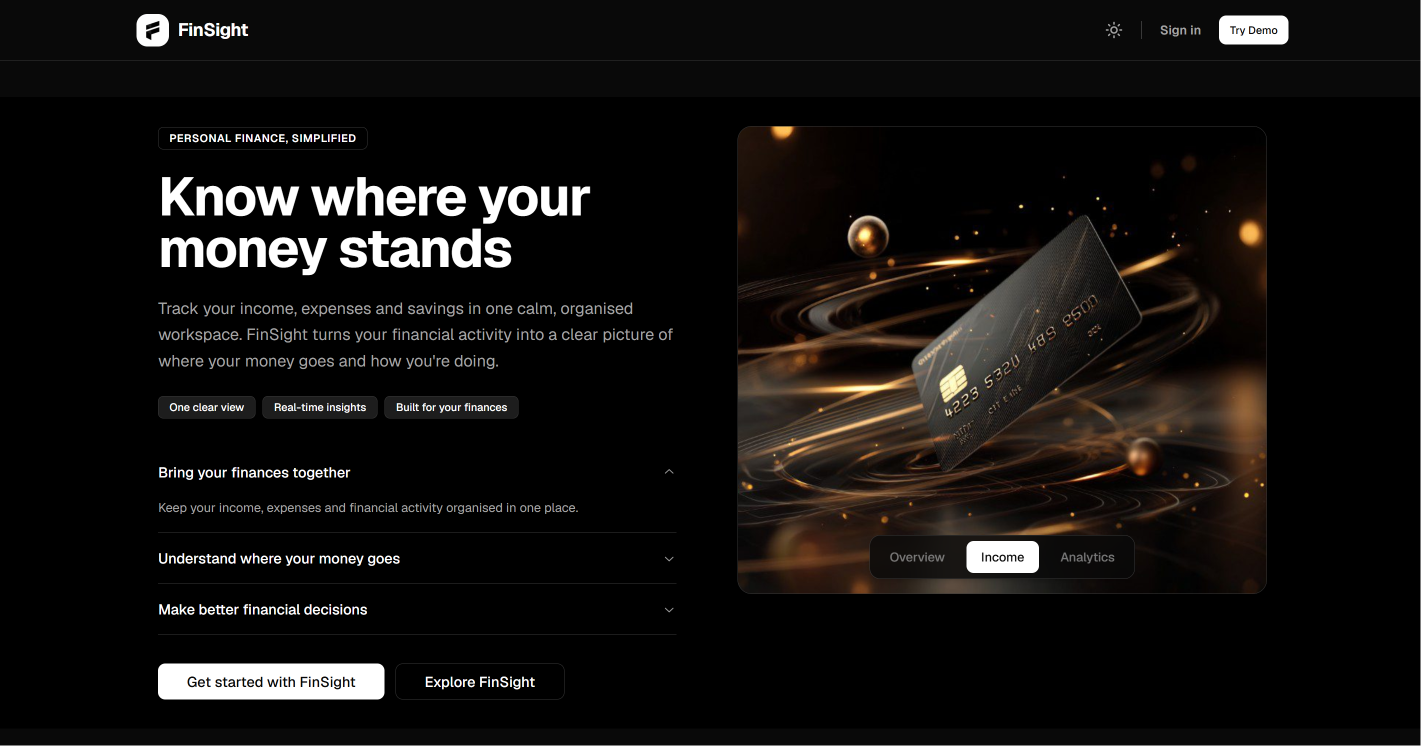 FinSight
Sign in
Try Demo
PERSONAL FINANCE, SIMPLIFIED
Know where your
money stands
Track your income, expenses and savings in one calm, organised
workspace. FinSight turns your financial activity into a clear picture of
where your money goes and how you're doing.
One clear view
Real-time insights
Built for your finances
Bring your finances together
Keep your income, expenses and financial activity organised in one place.
Understand where your money goes
Make better financial decisions
Get started with FinSight
Explore FinSight
4223
Overview
Income
Analytics